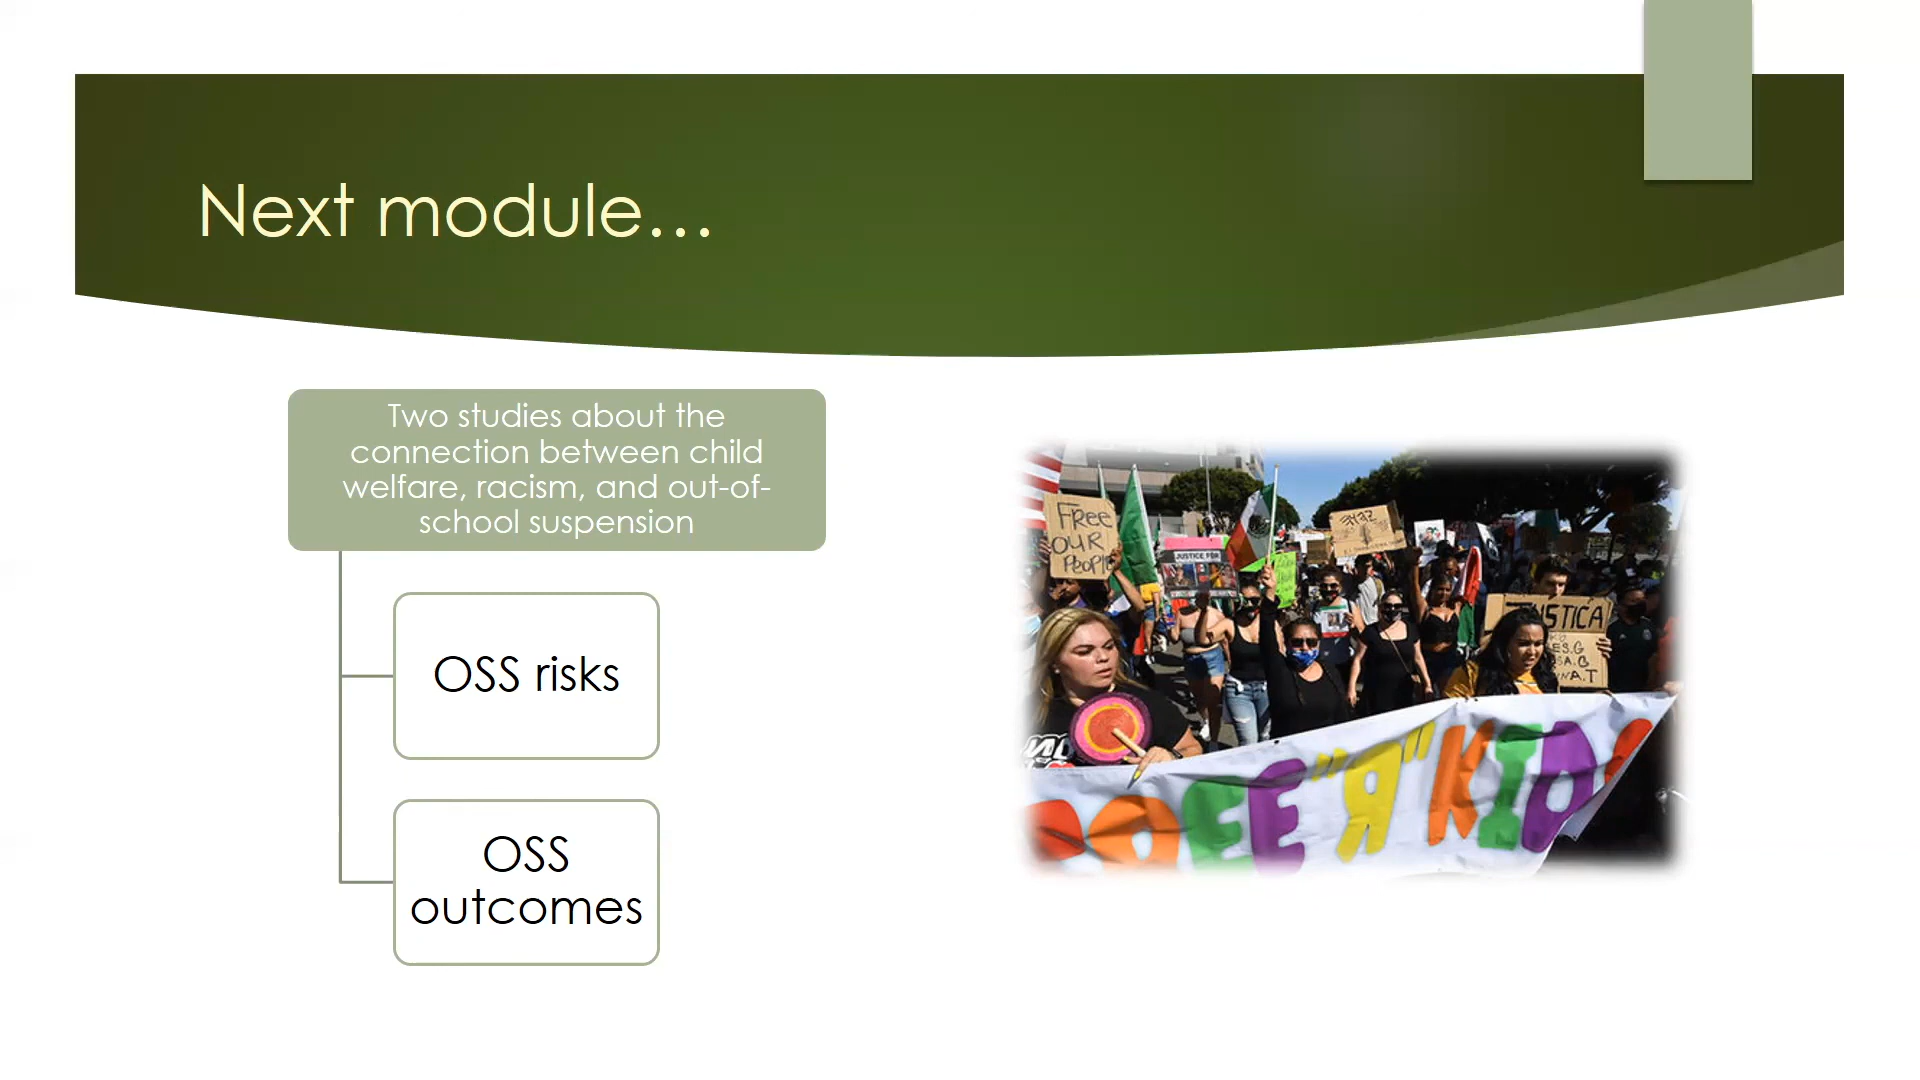 Next module…
Two studies about the
connection between child
welfare, racism, and out-of-
school suspension
OSS risks
OSS
outcomes
FREE
OUR
PEOPLE
JUSTICE FOR
JUSTICA
"Я" KID